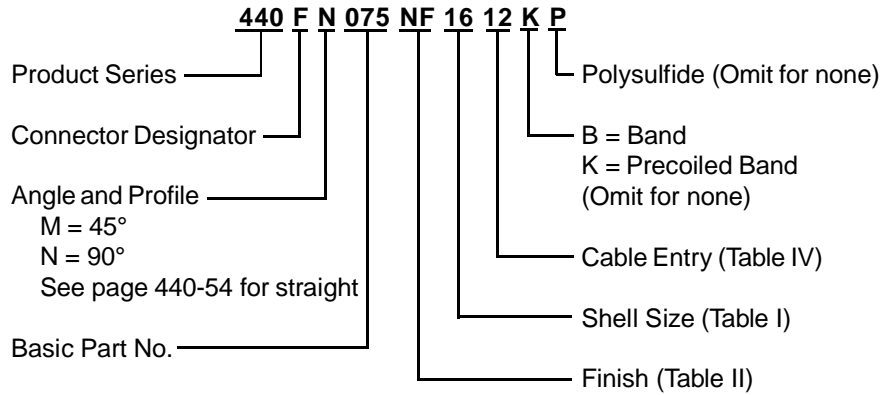 440 F N 075 NF 16 12 K P
Product Series
Connector Designator
Angle and Profile
M = 45°
N = 90°
See page 440-54 for straight
Basic Part No.
Polysulfide (Omit for none)
B = Band
K = Precoiled Band
(Omit for none)
Cable Entry (Table IV)
Shell Size (Table I)
Finish (Table II)